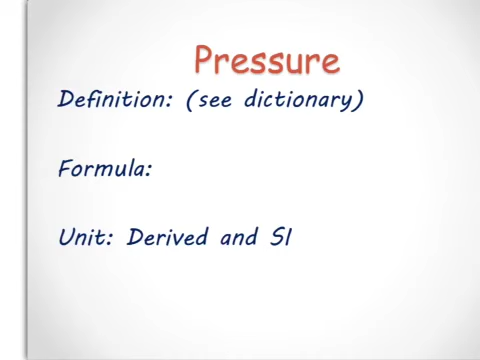 Pressure
Definition: (see dictionary)
Formula:
Unit: Derived and SI